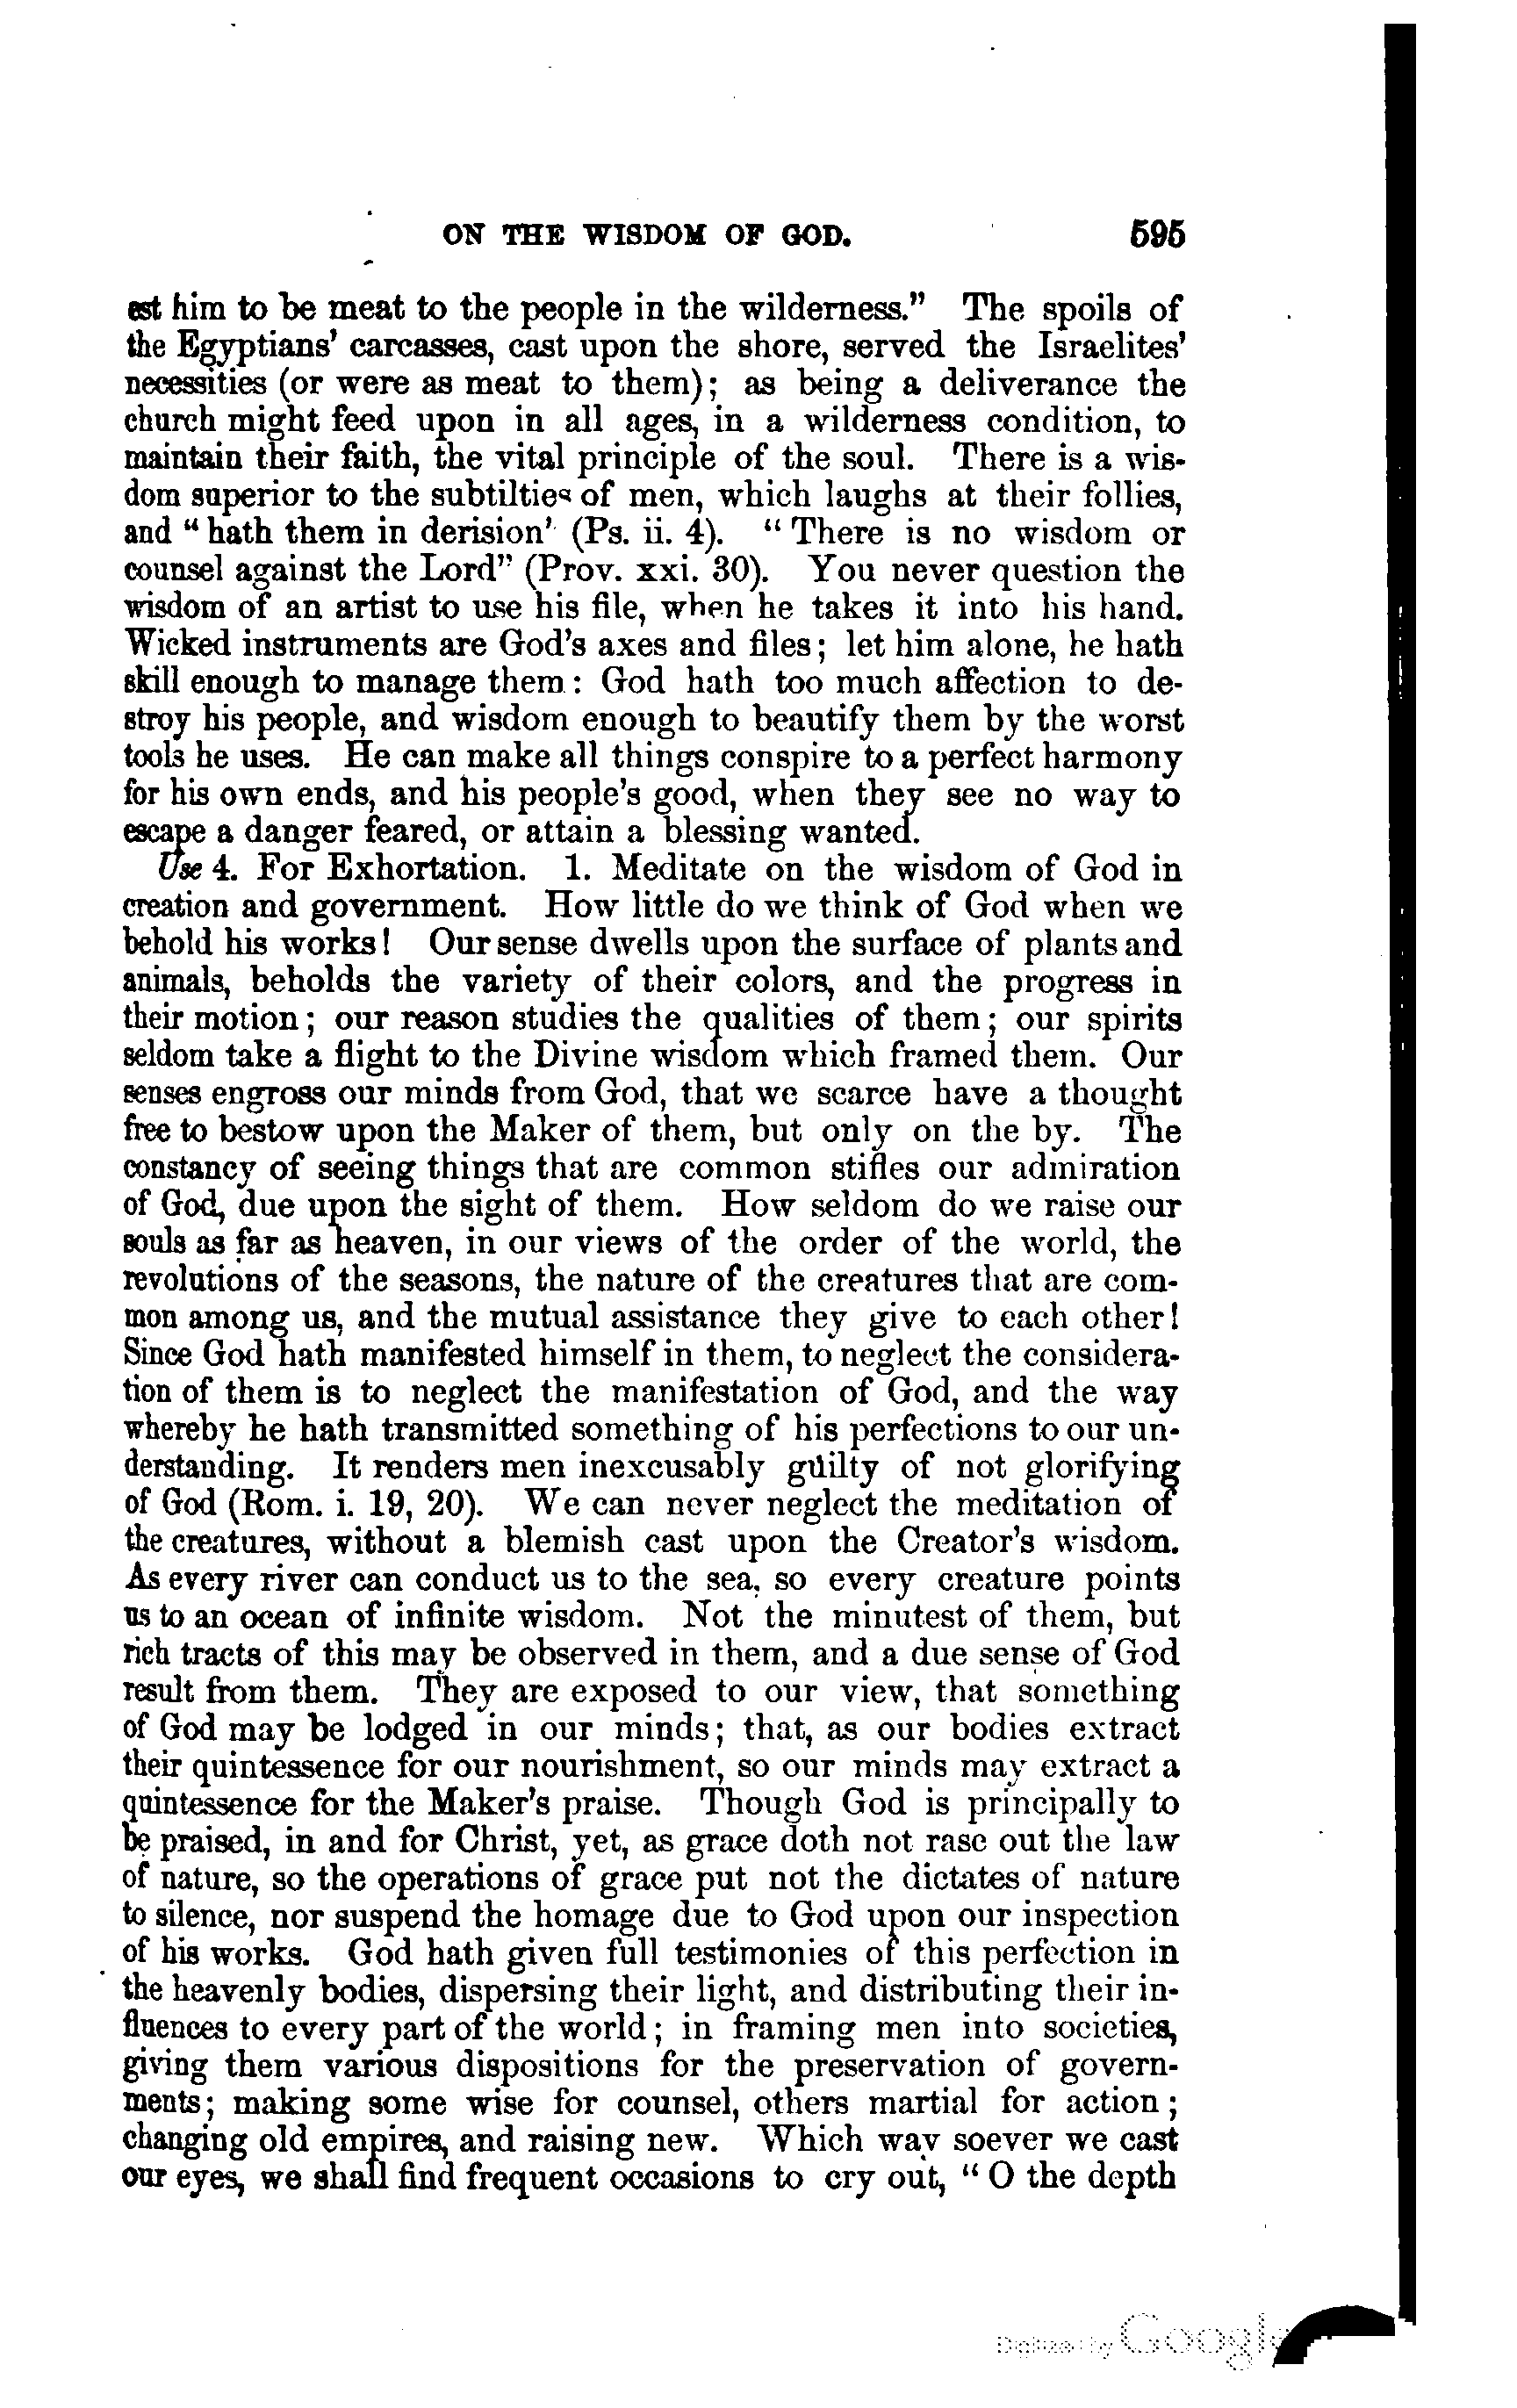 ON THE WISDOM OF GOD. 595
est him to be meat to the people in the wilderness." The spoils of
the Egyptians' carcasses, cast upon the shore, served the Israelites'
necessities (or were as meat to them); as being a deliverance the
church might feed upon in all ages, in a wilderness condition, to
maintain their faith, the vital principle of the soul. There is a wis-
dom superior to the subtilties of men, which laughs at their follies,
and "hath them in derision' (Ps. ii. 4). "There is no wisdom or
counsel against the Lord" (Prov. xxi. 30). You never question the
wisdom of an artist to use his file, when he takes it into his hand.
Wicked instruments are God's axes and files; let him alone, he hath
skill enough to manage them: God hath too much affection to de-
stroy his people, and wisdom enough to beautify them by the worst
tools he uses. He can make all things conspire to a perfect harmony
for his own ends, and his people's good, when they see no way to
escape a danger feared, or attain a blessing wanted.
Use 4. For Exhortation. 1. Meditate on the wisdom of God in
creation and government. How little do we think of God when we
behold his works! Our sense dwells upon the surface of plants and
animals, beholds the variety of their colors, and the progress in
their motion; our reason studies the qualities of them; our spirits
seldom take a flight to the Divine wisdom which framed them. Our
senses engross our minds from God, that we scarce have a thought
free to bestow upon the Maker of them, but only on the by. The
constancy of seeing things that are common stifles our admiration
of God, due upon the sight of them. How seldom do we raise our
souls as far as heaven, in our views of the order of the world, the
revolutions of the seasons, the nature of the creatures that are com-
mon among us, and the mutual assistance they give to each other!
Since God hath manifested himself in them, to neglect the considera-
tion of them is to neglect the manifestation of God, and the way
whereby he hath transmitted something of his perfections to our un-
derstanding. It renders men inexcusably guilty of not glorifying
of God (Rom. i. 19, 20). We can never neglect the meditation of
the creatures, without a blemish cast upon the Creator's wisdom.
As every river can conduct us to the sea, so every creature points
us to an ocean of infinite wisdom. Not the minutest of them, but
rich tracts of this may be observed in them, and a due sense of God
result from them. They are exposed to our view, that something
of God may be lodged in our minds; that, as our bodies extract
their quintessence for our nourishment, so our minds may extract a
quintessence for the Maker's praise. Though God is principally to
be praised, in and for Christ, yet, as grace doth not rase out the law
of nature, so the operations of grace put not the dictates of nature
to silence, nor suspend the homage due to God upon our inspection
of his works. God hath given full testimonies of this perfection in
the heavenly bodies, dispersing their light, and distributing their in-
fluences to every part of the world; in framing men into societies,
giving them various dispositions for the preservation of govern-
ments; making some wise for counsel, others martial for action;
changing old empires, and raising new. Which way soever we cast
our eyes, we shall find frequent occasions to cry out, "O the depth
Digitized by Google